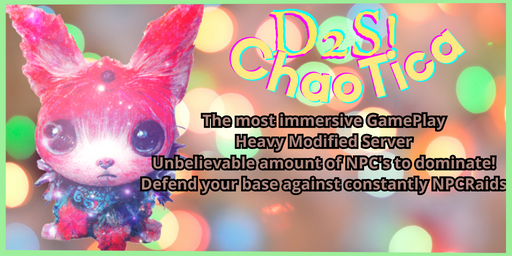 D2S!
ChaoTica
The most immersive GamePlay
Heavy Modified Server
Unbelievable amount of NPC's to dominate!
Defend your base against constantly NPCRaids